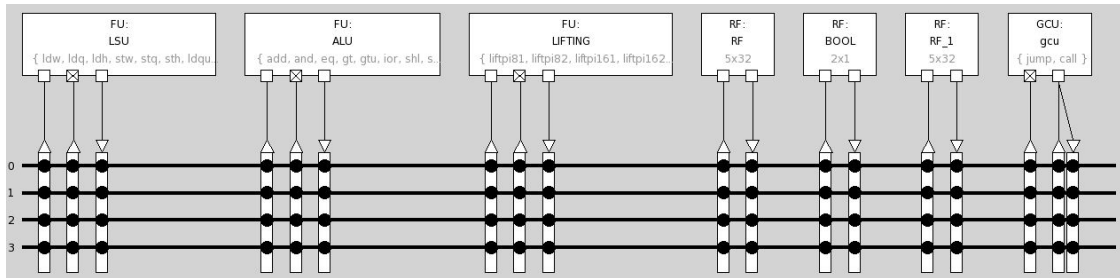 FU:
LSU
{ ldw, ldq, ldh, stw, stq, sth, ldqu...
FU:
ALU
{ add, and, eq, gt, gtu, ior, shl, s...
FU:
LIFTING
{ liftpi81, liftpi82, liftpi161, liftpi162...
RF:
RF
5x32
RF:
BOOL
2x1
RF:
RF_1
5x32
GCU:
gcu
{ jump, call }
0
1
2
3